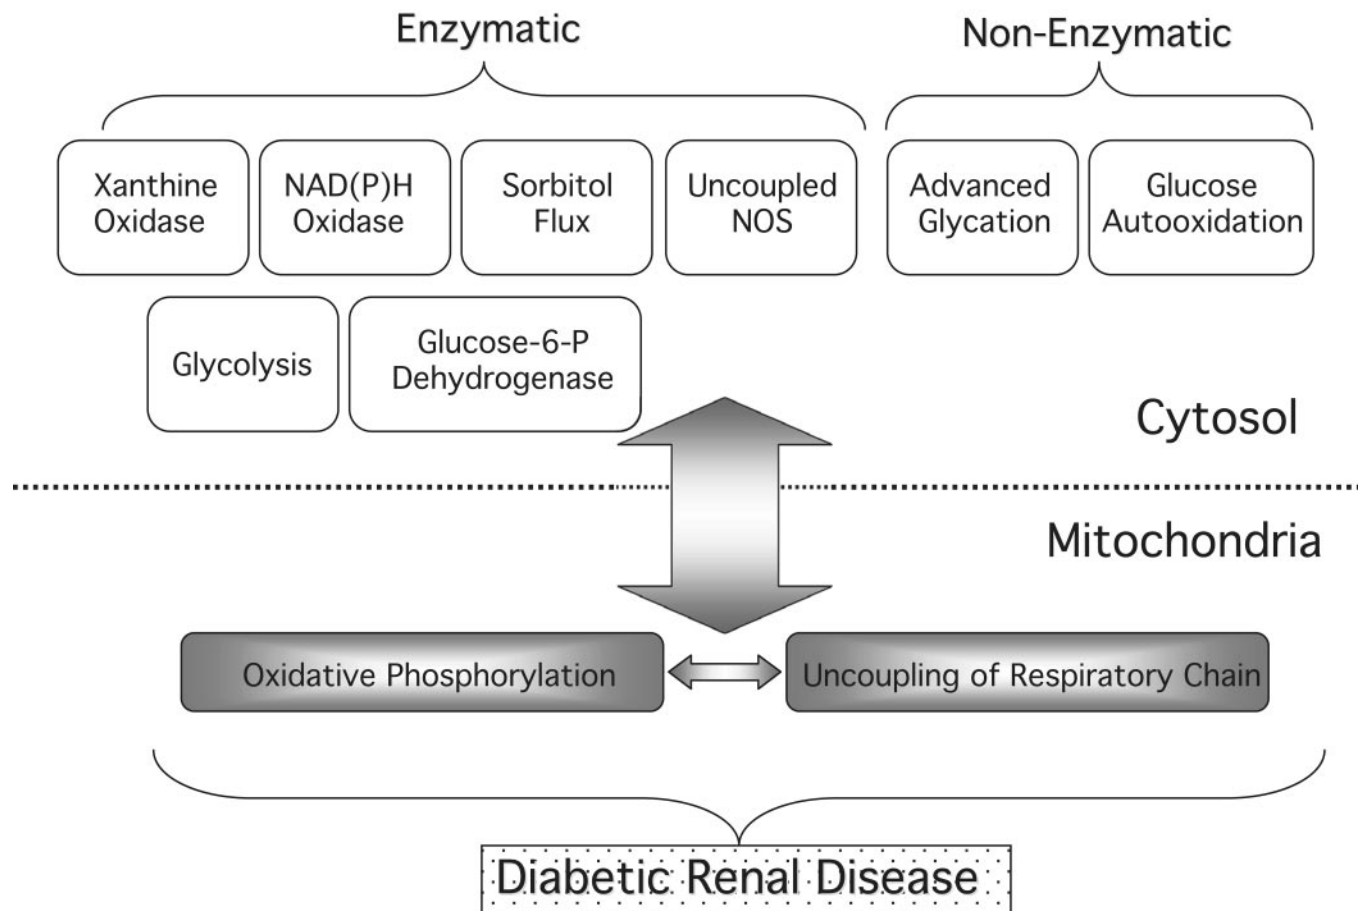 Enzymatic
Non-Enzymatic
Xanthine
Oxidase
NAD(P)H
Oxidase
Sorbitol
Flux
Uncoupled
NOS
Advanced
Glycation
Glucose
Autooxidation
Glycolysis
Glucose-6-P
Dehydrogenase
Cytosol
Mitochondria
Oxidative Phosphorylation
Uncoupling of Respiratory Chain
Diabetic Renal Disease